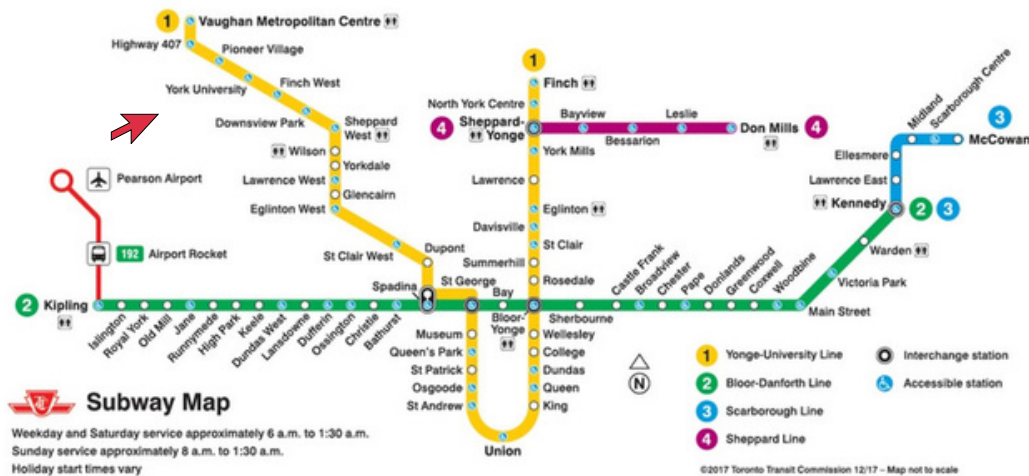 1 Vaughan Metropolitan Centre
Highway 407
Pioneer Village
York University
Finch West
Downsview Park
Sheppard
West
Wilson
Yorkdale
Lawrence West
Glencairn
Eglinton West
St Clair West
Dupont
Spadina
St George
Museum
Queen's Park
St Patrick
Osgoode
St Andrew
Union
1
Finch
North York Centre
4 Sheppard-
Yonge
Bayview
Bessarion
Leslie
Don Mills 4
York Mills
Lawrence
Eglinton
Davisville
St Clair
Summerhill
Rosedale
Bay
Bloor-
Yonge
Wellesley
College
Dundas
Queen
King
Pearson Airport
192 Airport Rocket
2 Kipling
Islington
Royal York
Old Mill
Jane
Runnymede
High Park
Keele
Dundas West
Lansdowne
Dufferin
Ossington
Christie
Bathurst
Sherbourne
Castle Frank
Broadview
Chester
Pape
Donlands
Greenwood
Coxwell
Woodbine
Main Street
Victoria Park
Warden
Kennedy 2 3
Lawrence East
Ellesmere
Midland
Scarborough Centre
3
McCowan
N
1 Yonge-University Line
2 Bloor-Danforth Line
3 Scarborough Line
4 Sheppard Line
Interchange station
Accessible station
TTC Subway Map
Weekday and Saturday service approximately 6 a.m. to 1:30 a.m.
Sunday service approximately 8 a.m. to 1:30 a.m.
Holiday start times vary
©2017 Toronto Transit Commission 12/17 – Map not to scale